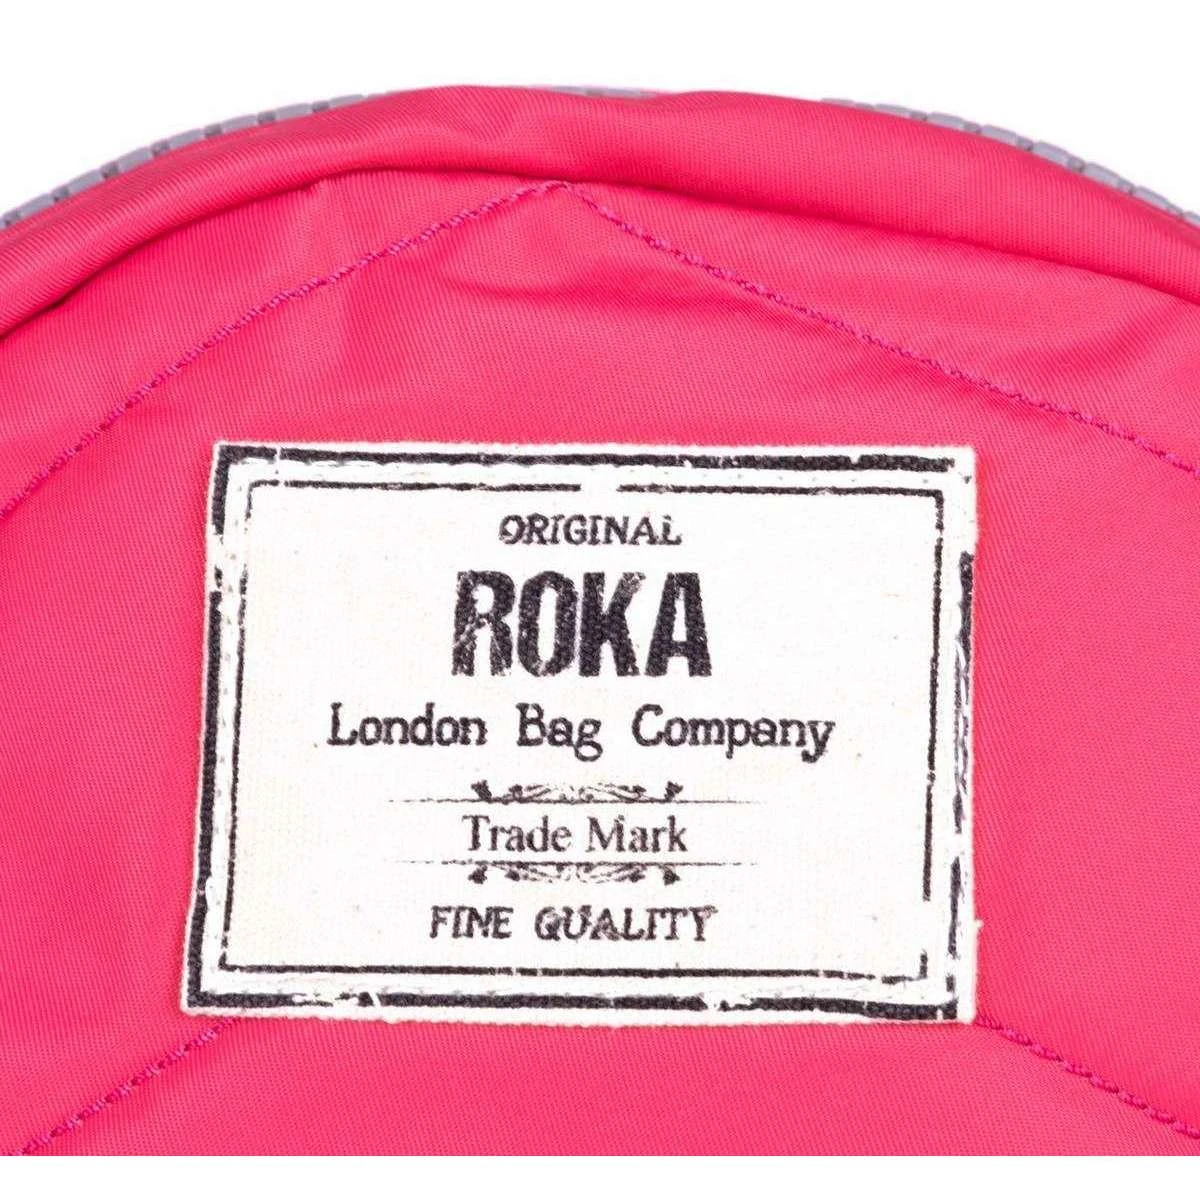 ORIGINAL
ROKA
London Bag Company
Trade Mark
FINE QUALITY